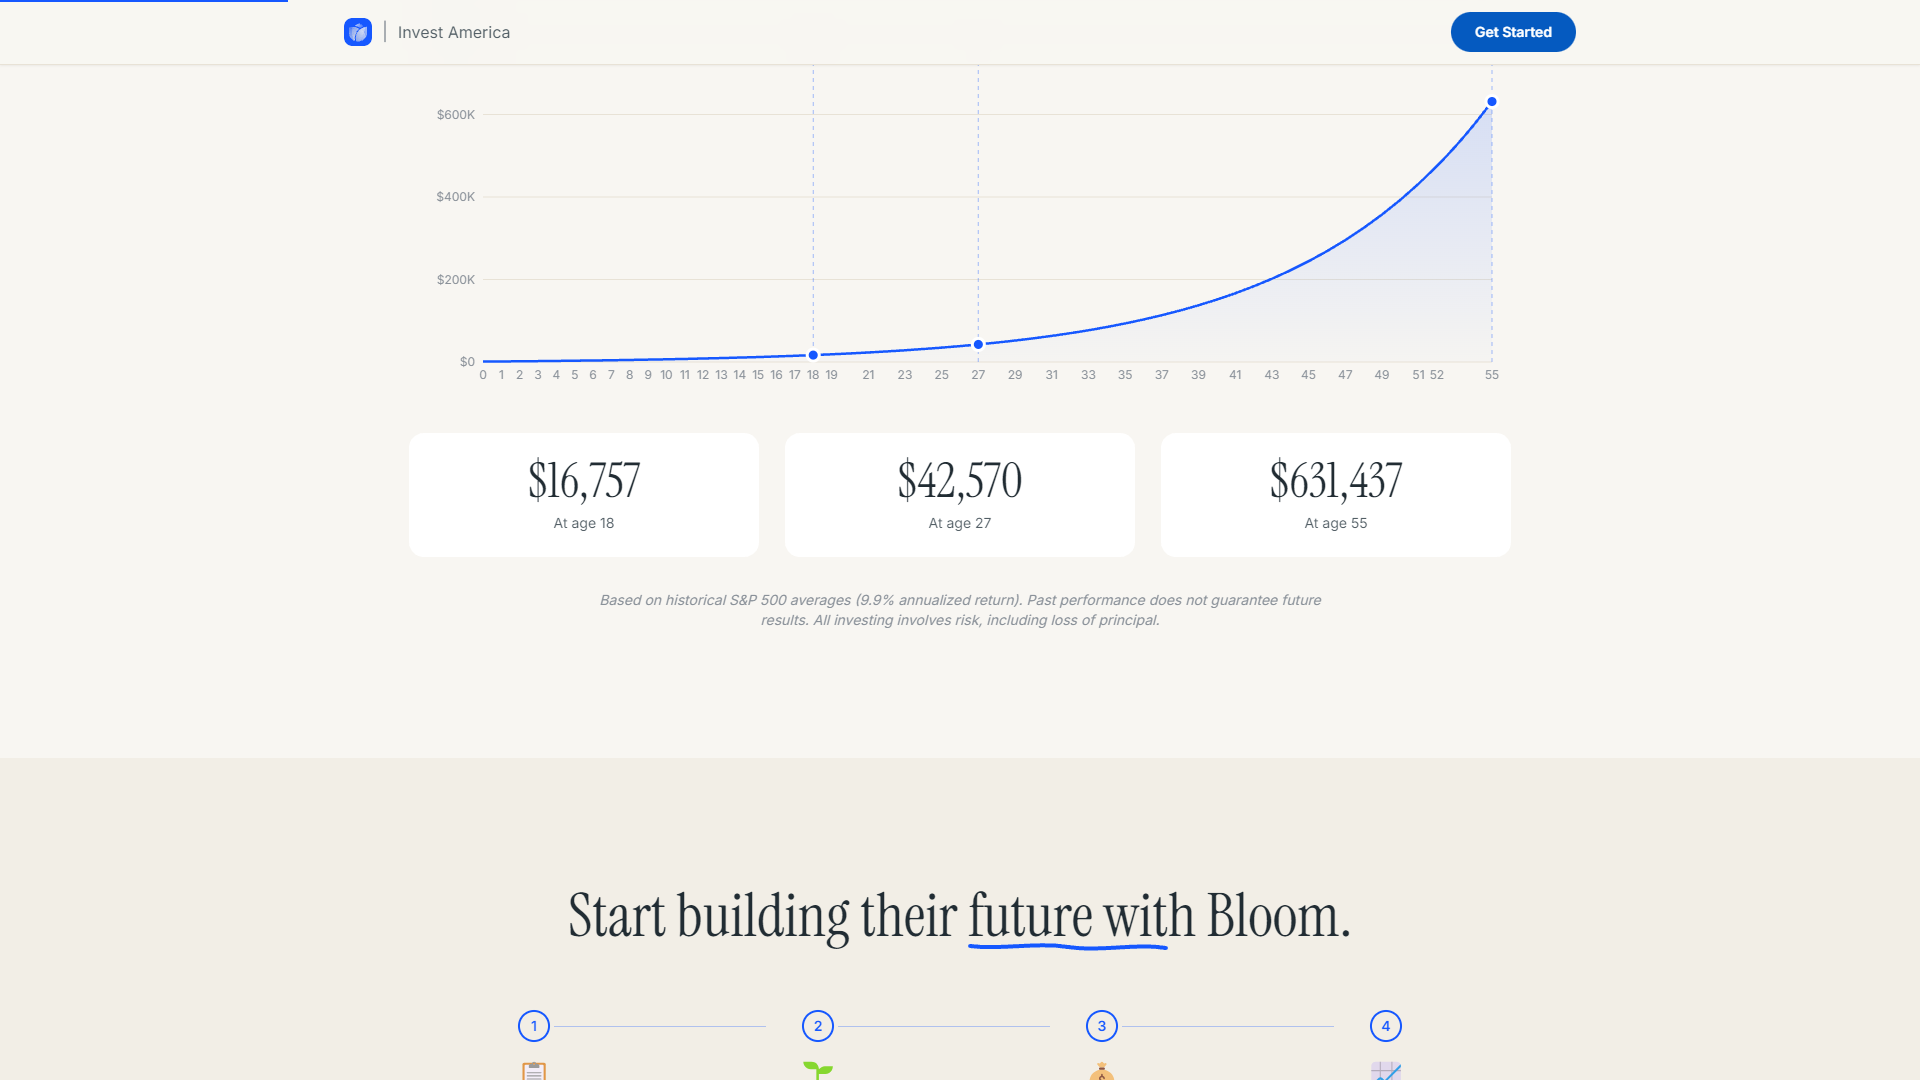 Invest America
Get Started
$600K
$400K
$200K
$0
0 1 2 3 4 5 6 7 8 9 10 11 12 13 14 15 16 17 18 19 21 23 25 27 29 31 33 35 37 39 41 43 45 47 49 51 52 55
$16,757
At age 18
$42,570
At age 27
$631,437
At age 55
Based on historical S&P 500 averages (9.9% annualized return). Past performance does not guarantee future
results. All investing involves risk, including loss of principal.
Start building their future with Bloom.
1 2 3 4